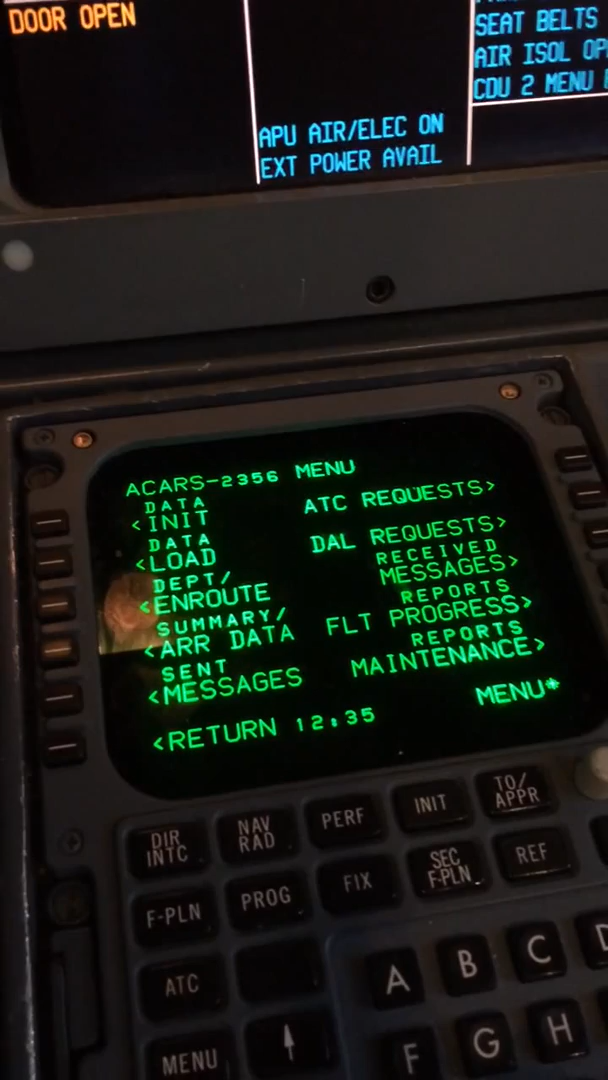 DOOR OPEN
SEAT BELTS
AIR ISOL
CDU 2 MENU
APU AIR/ELEC ON
EXT POWER AVAIL
ACARS-2356 MENU
DATA
<INIT
ATC REQUESTS>
DATA
<LOAD
DAL REQUESTS>
DEPT/
<ENROUTE
RECEIVED
MESSAGES>
SUMMARY/
<ARR DATA
REPORTS
FLT PROGRESS>
SENT
<MESSAGES
REPORTS
MAINTENANCE>
<RETURN 12:35
MENU*
DIR
INTC
NAV
RAD
PERF
INIT
TO/
APPR
F-PLN
PROG
FIX
SEC
F-PLN
REF
ATC
A
B
C
D
MENU
F
G
H